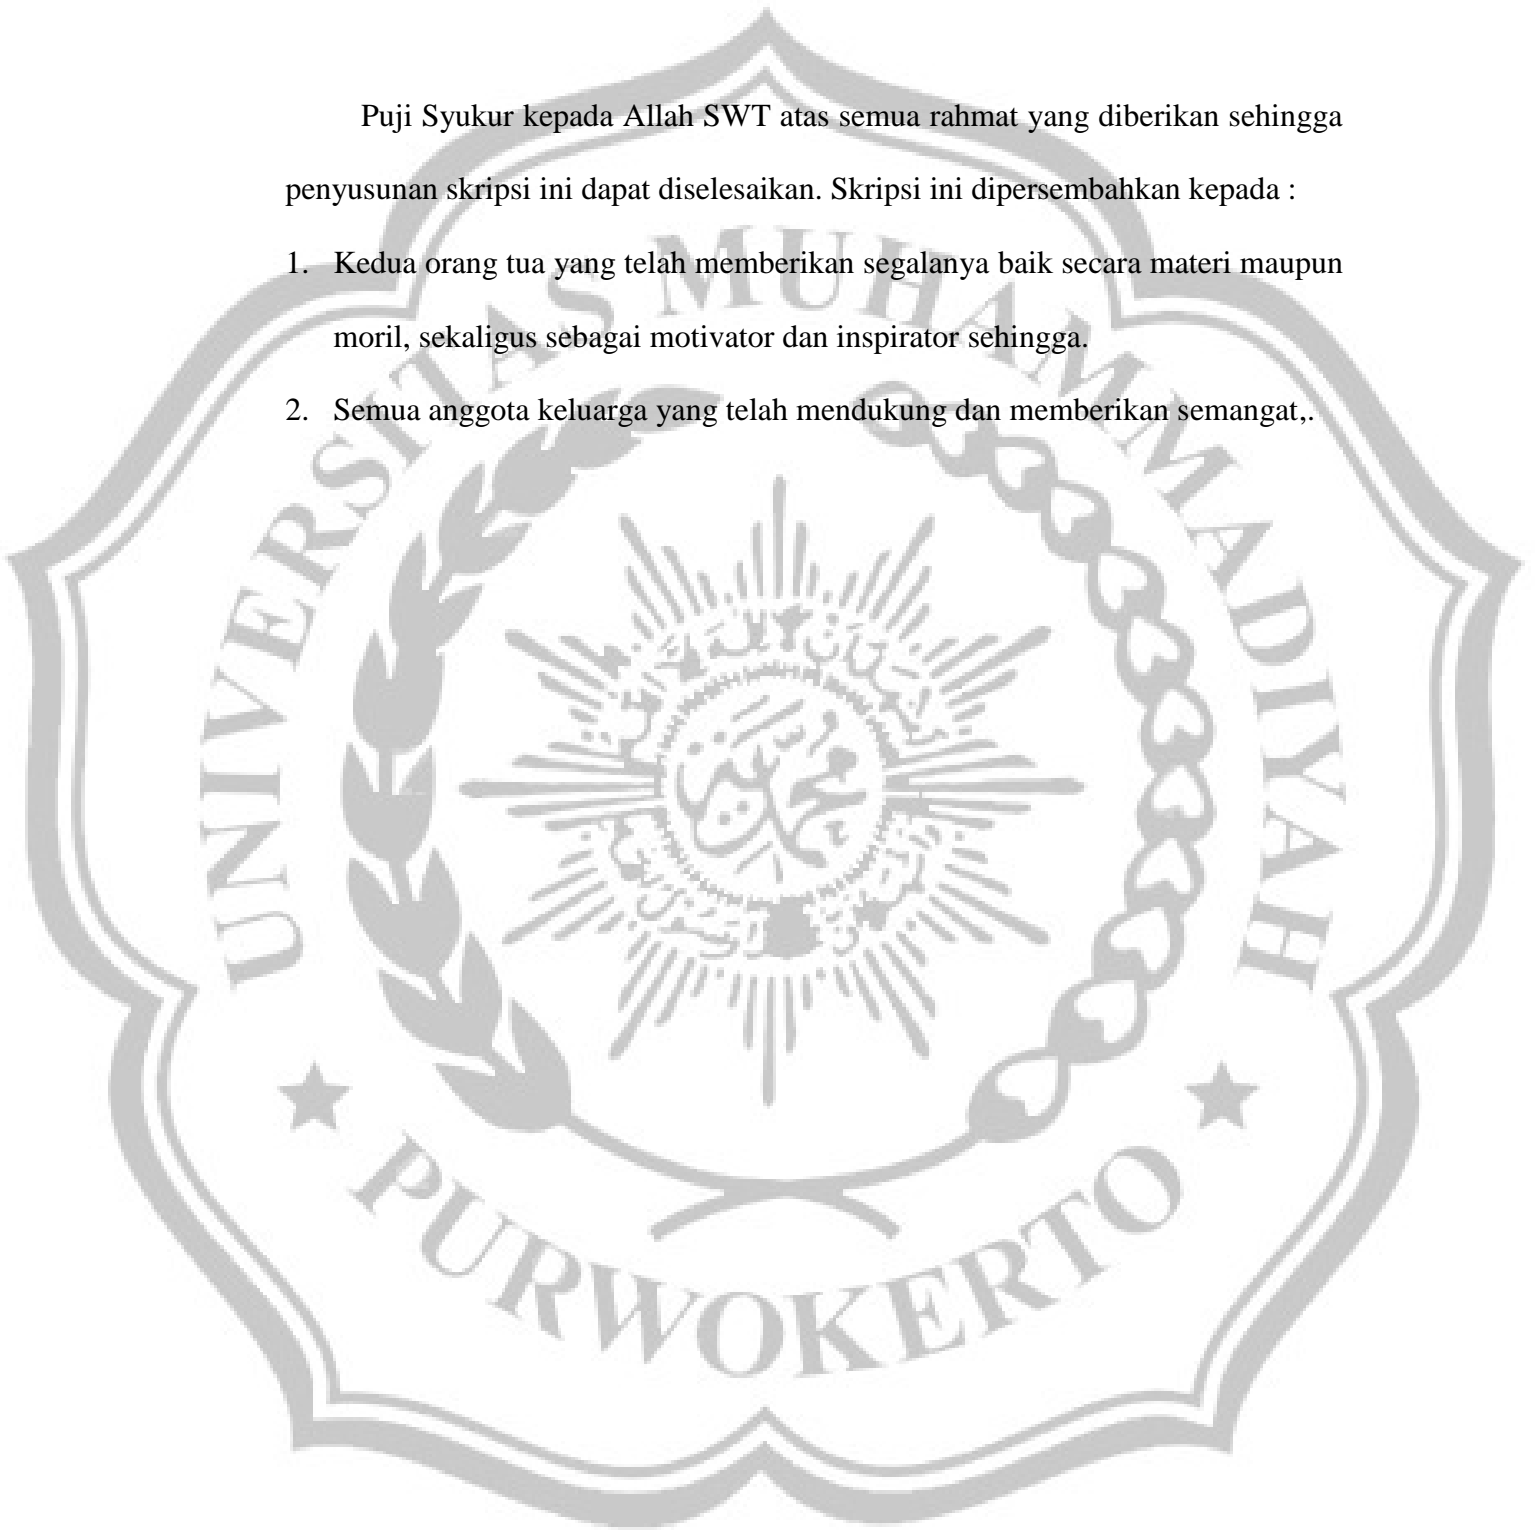 Puji Syukur kepada Allah SWT atas semua rahmat yang diberikan sehingga
penyusunan skripsi ini dapat diselesaikan. Skripsi ini dipersembahkan kepada :
1. Kedua orang tua yang telah memberikan segalanya baik secara materi maupun
moril, sekaligus sebagai motivator dan inspirator sehingga.
2. Semua anggota keluarga yang telah mendukung dan memberikan semangat,.
UNIVERSITAS MUHAMMADIYAH
محمدية
PURWOKERTO